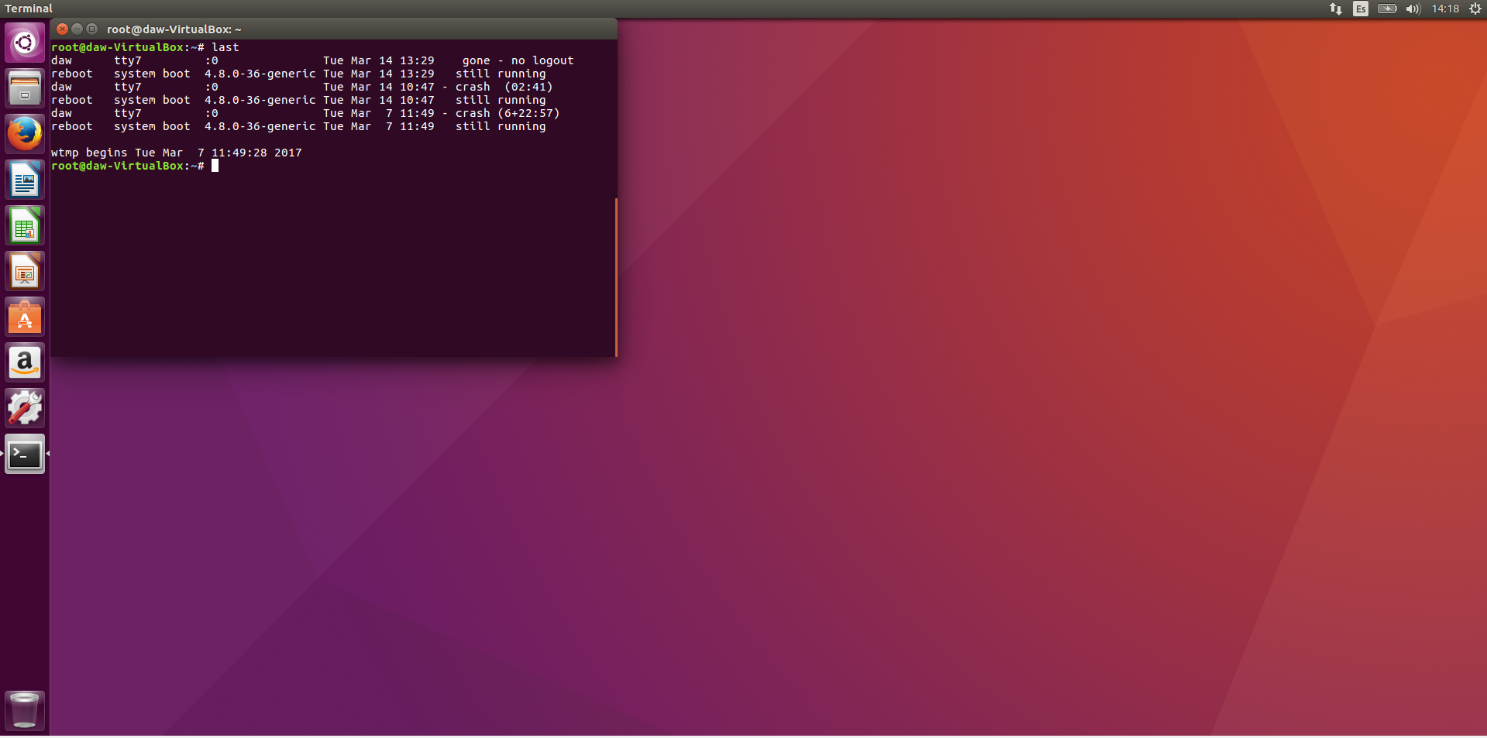 Terminal
Es
14:18
root@daw-VirtualBox: ~
root@daw-VirtualBox:~# last
daw      tty7         :0               Tue Mar 14 13:29    gone - no logout
reboot   system boot  4.8.0-36-generic Tue Mar 14 13:29   still running
daw      tty7         :0               Tue Mar 14 10:47 - crash  (02:41)
reboot   system boot  4.8.0-36-generic Tue Mar 14 10:47   still running
daw      tty7         :0               Tue Mar  7 11:49 - crash (6+22:57)
reboot   system boot  4.8.0-36-generic Tue Mar  7 11:49   still running
wtmp begins Tue Mar  7 11:49:28 2017
root@daw-VirtualBox:~#